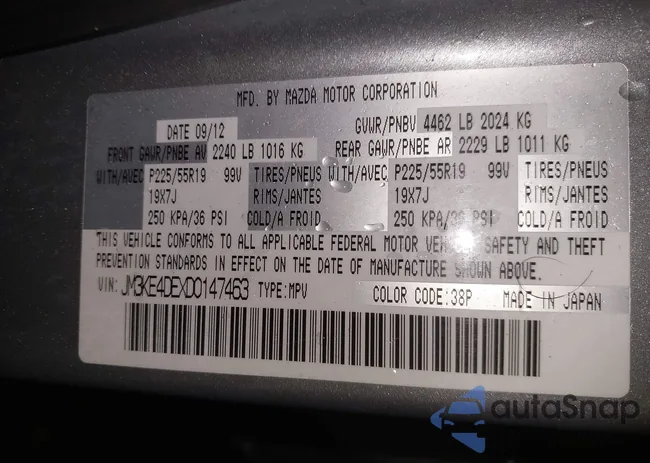 MFD. BY MAZDA MOTOR CORPORATION
DATE 09/12 GVWR/PNBV 4462 LB 2024 KG
FRONT GAWR/PNBE AV 2240 LB 1016 KG REAR GAWR/PNBE AR 2229 LB 1011 KG
WITH/AVEC P225/55R19 99V TIRES/PNEUS WITH/AVEC P225/55R19 99V TIRES/PNEUS
19X7J RIMS/JANTES 19X7J RIMS/JANTES
250 KPA/36 PSI COLD/A FROID 250 KPA/36 PSI COLD/A FROID
THIS VEHICLE CONFORMS TO ALL APPLICABLE FEDERAL MOTOR VEHICLE SAFETY AND THEFT
PREVENTION STANDARDS IN EFFECT ON THE DATE OF MANUFACTURE SHOWN ABOVE.
VIN: JM3KE4DEXD0147463 TYPE:MPV COLOR CODE:38P MADE IN JAPAN
autaSnap